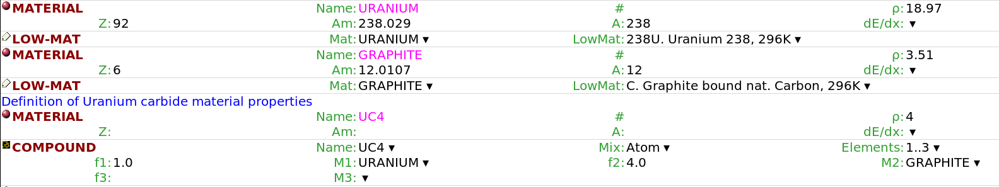 MATERIAL Name: URANIUM # ρ: 18.97
Z: 92 Am: 238.029 A: 238 dE/dx: ▼
LOW-MAT Mat: URANIUM ▼ LowMat: 238U. Uranium 238, 296K ▼
MATERIAL Name: GRAPHITE # ρ: 3.51
Z: 6 Am: 12.0107 A: 12 dE/dx: ▼
LOW-MAT Mat: GRAPHITE ▼ LowMat: C. Graphite bound nat. Carbon, 296K ▼
Definition of Uranium carbide material properties
MATERIAL Name: UC4 # ρ: 4
Z: Am: A: dE/dx: ▼
COMPOUND Name: UC4 ▼ Mix: Atom ▼ Elements: 1..3 ▼
f1: 1.0 M1: URANIUM ▼ f2: 4.0 M2: GRAPHITE ▼
f3: M3: ▼